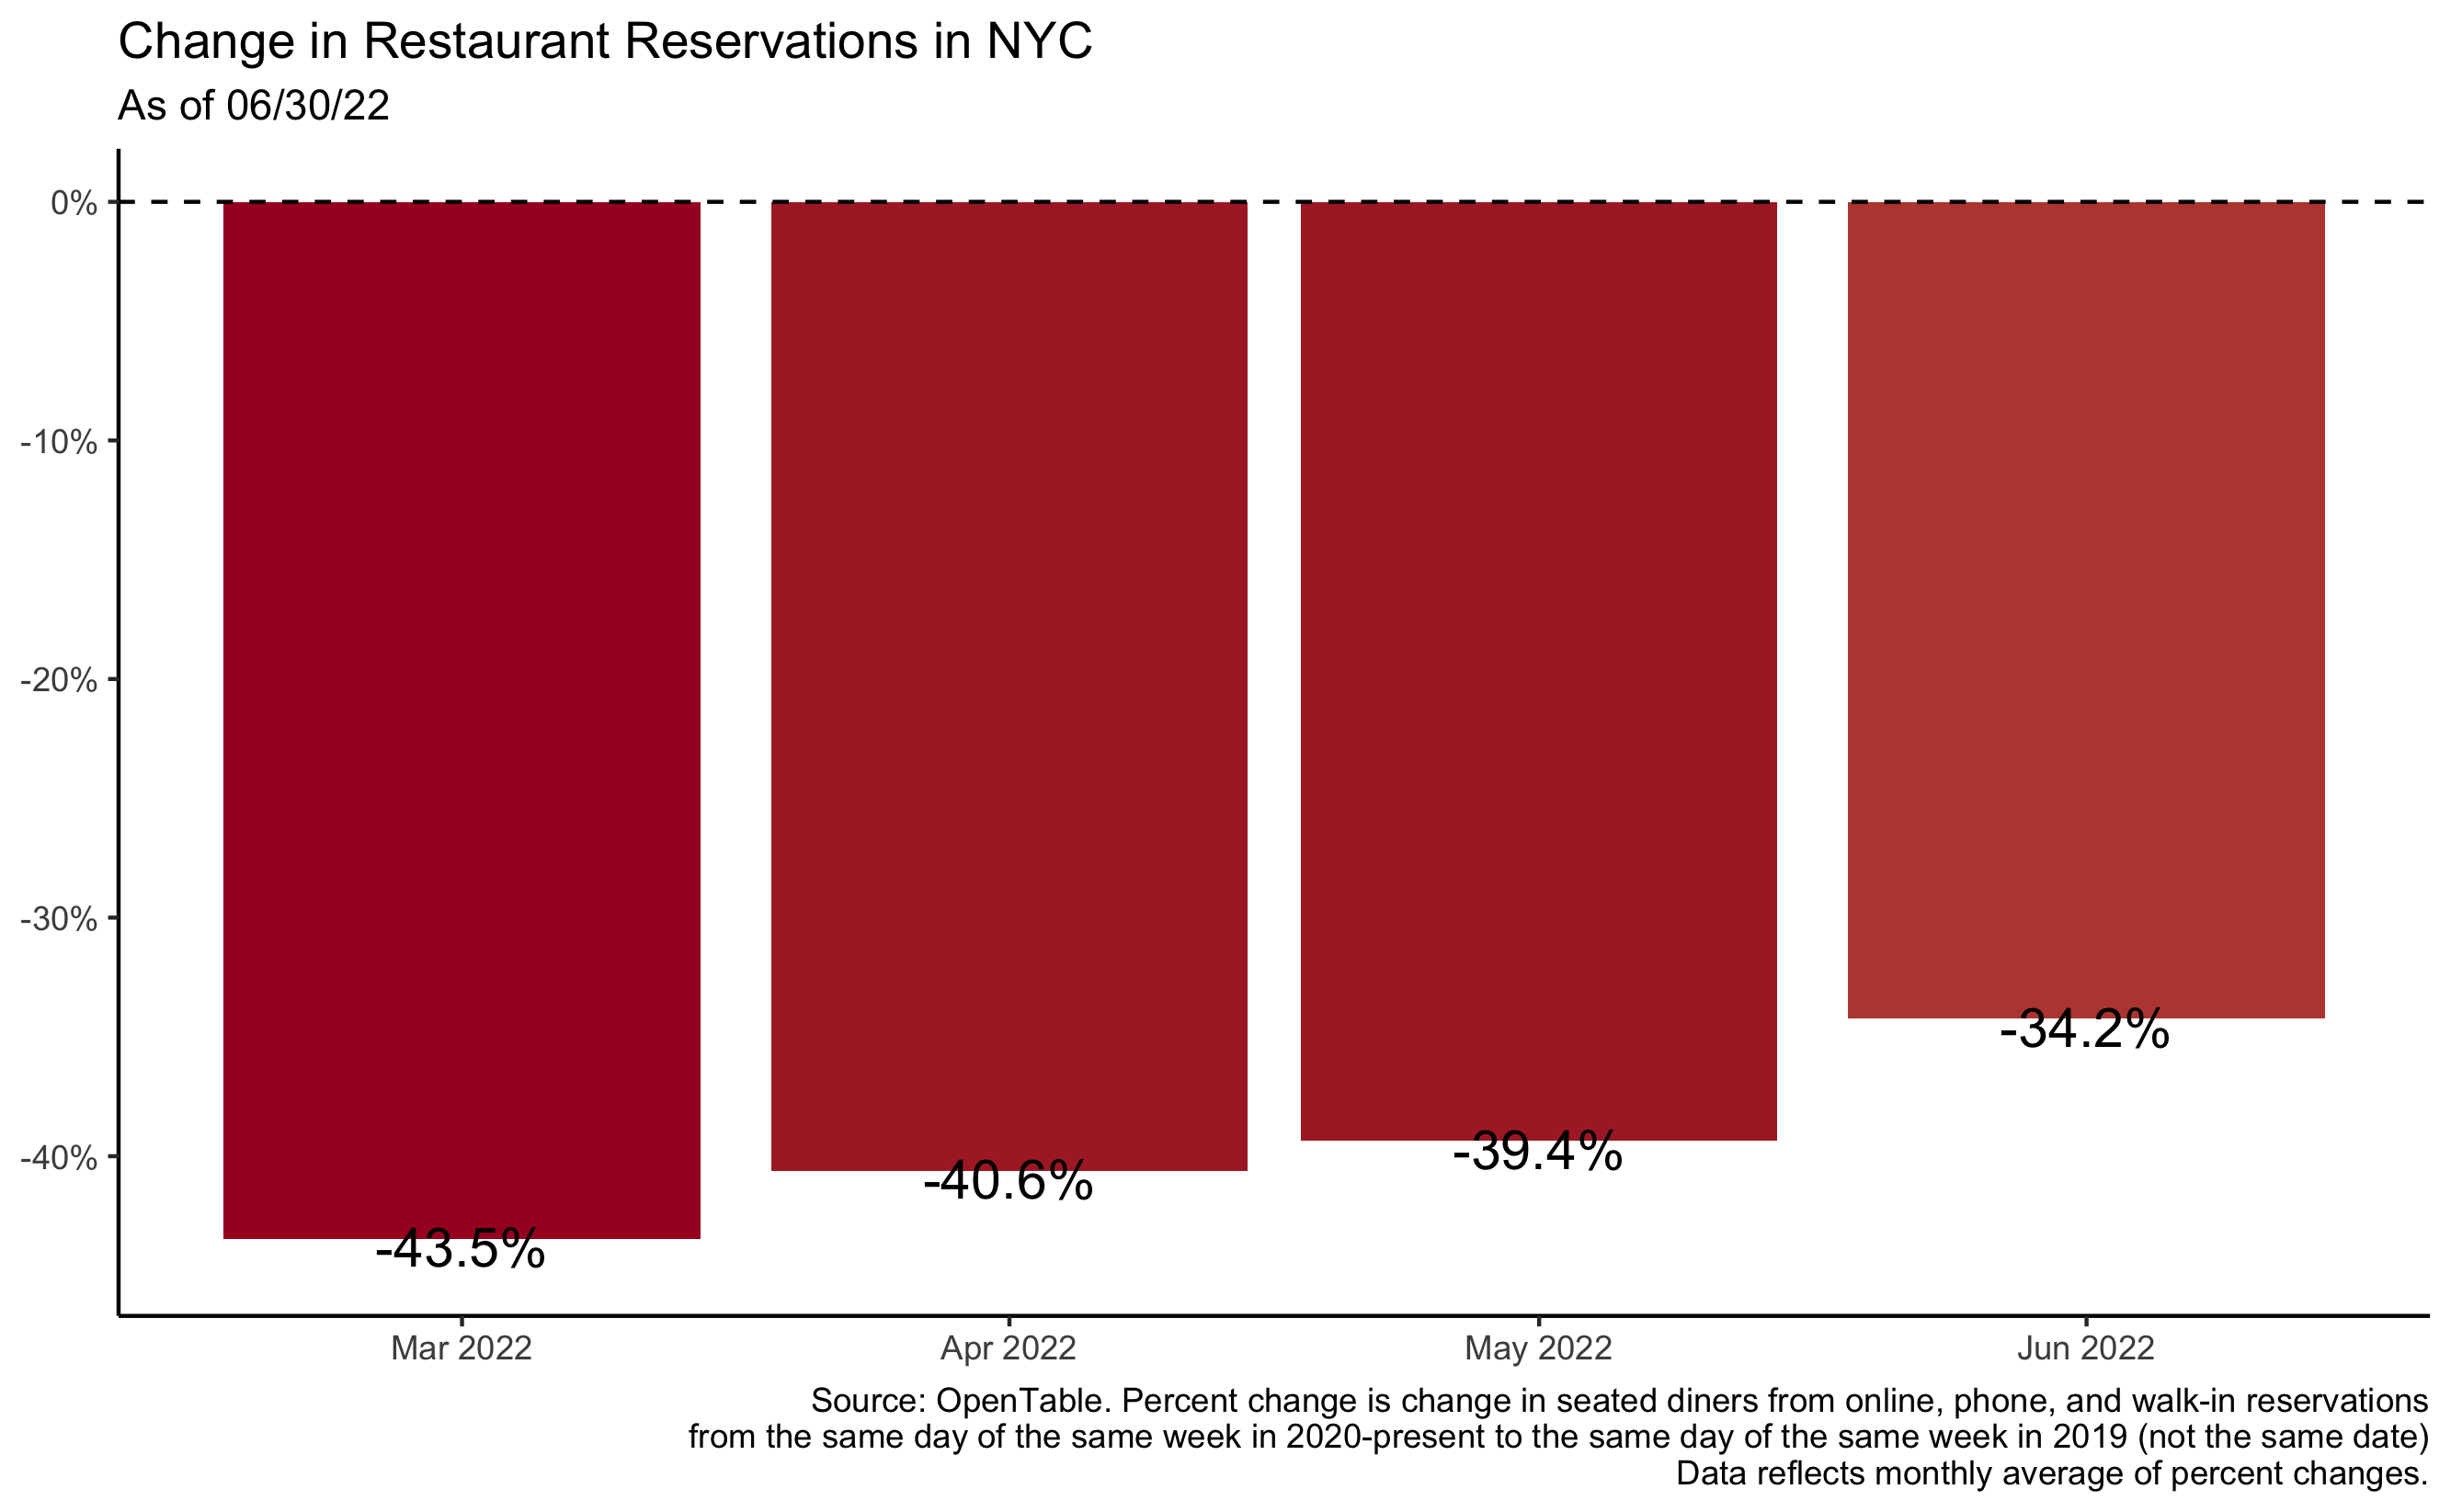 Change in Restaurant Reservations in NYC
As of 06/30/22
0%
-10%
-20%
-30%
-40%
-43.5%
-40.6%
-39.4%
-34.2%
Mar 2022
Apr 2022
May 2022
Jun 2022
Source: OpenTable. Percent change is change in seated diners from online, phone, and walk-in reservations
from the same day of the same week in 2020-present to the same day of the same week in 2019 (not the same date)
Data reflects monthly average of percent changes.